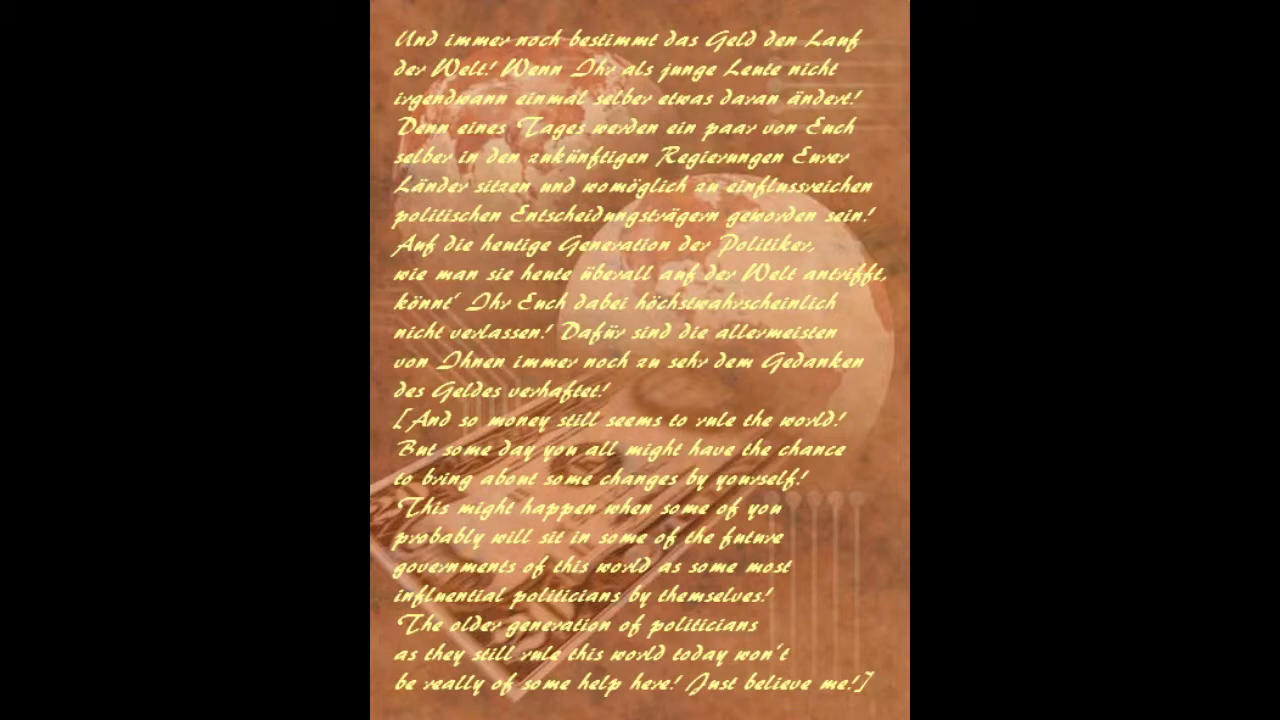 Und immer noch bestimmt das Geld den Lauf
der Welt! Wenn Ihr als junge Leute nicht
irgendwann einmal selber etwas daran ändert!
Denn eines Tages werden ein paar von Euch
selber in den zukünftigen Regierungen Eurer
Länder sitzen und womöglich zu einflussreichen
politischen Entscheidungsträgern geworden sein!
Auf die heutige Generation der Politiker,
wie man sie heute überall auf der Welt antrifft,
könnt' Ihr Euch dabei höchstwahrscheinlich
nicht verlassen! Dafür sind die allermeisten
von Ihnen immer noch zu sehr dem Gedanken
des Geldes verhaftet!
[And so money still seems to rule the world!
But some day you all might have the chance
to bring about some changes by yourself!
This might happen when some of you
probably will sit in some of the future
governments of this world as some most
influential politicians by themselves!
The older generation of politicians
as they still rule this world today won't
be really of some help here! Just believe me!]